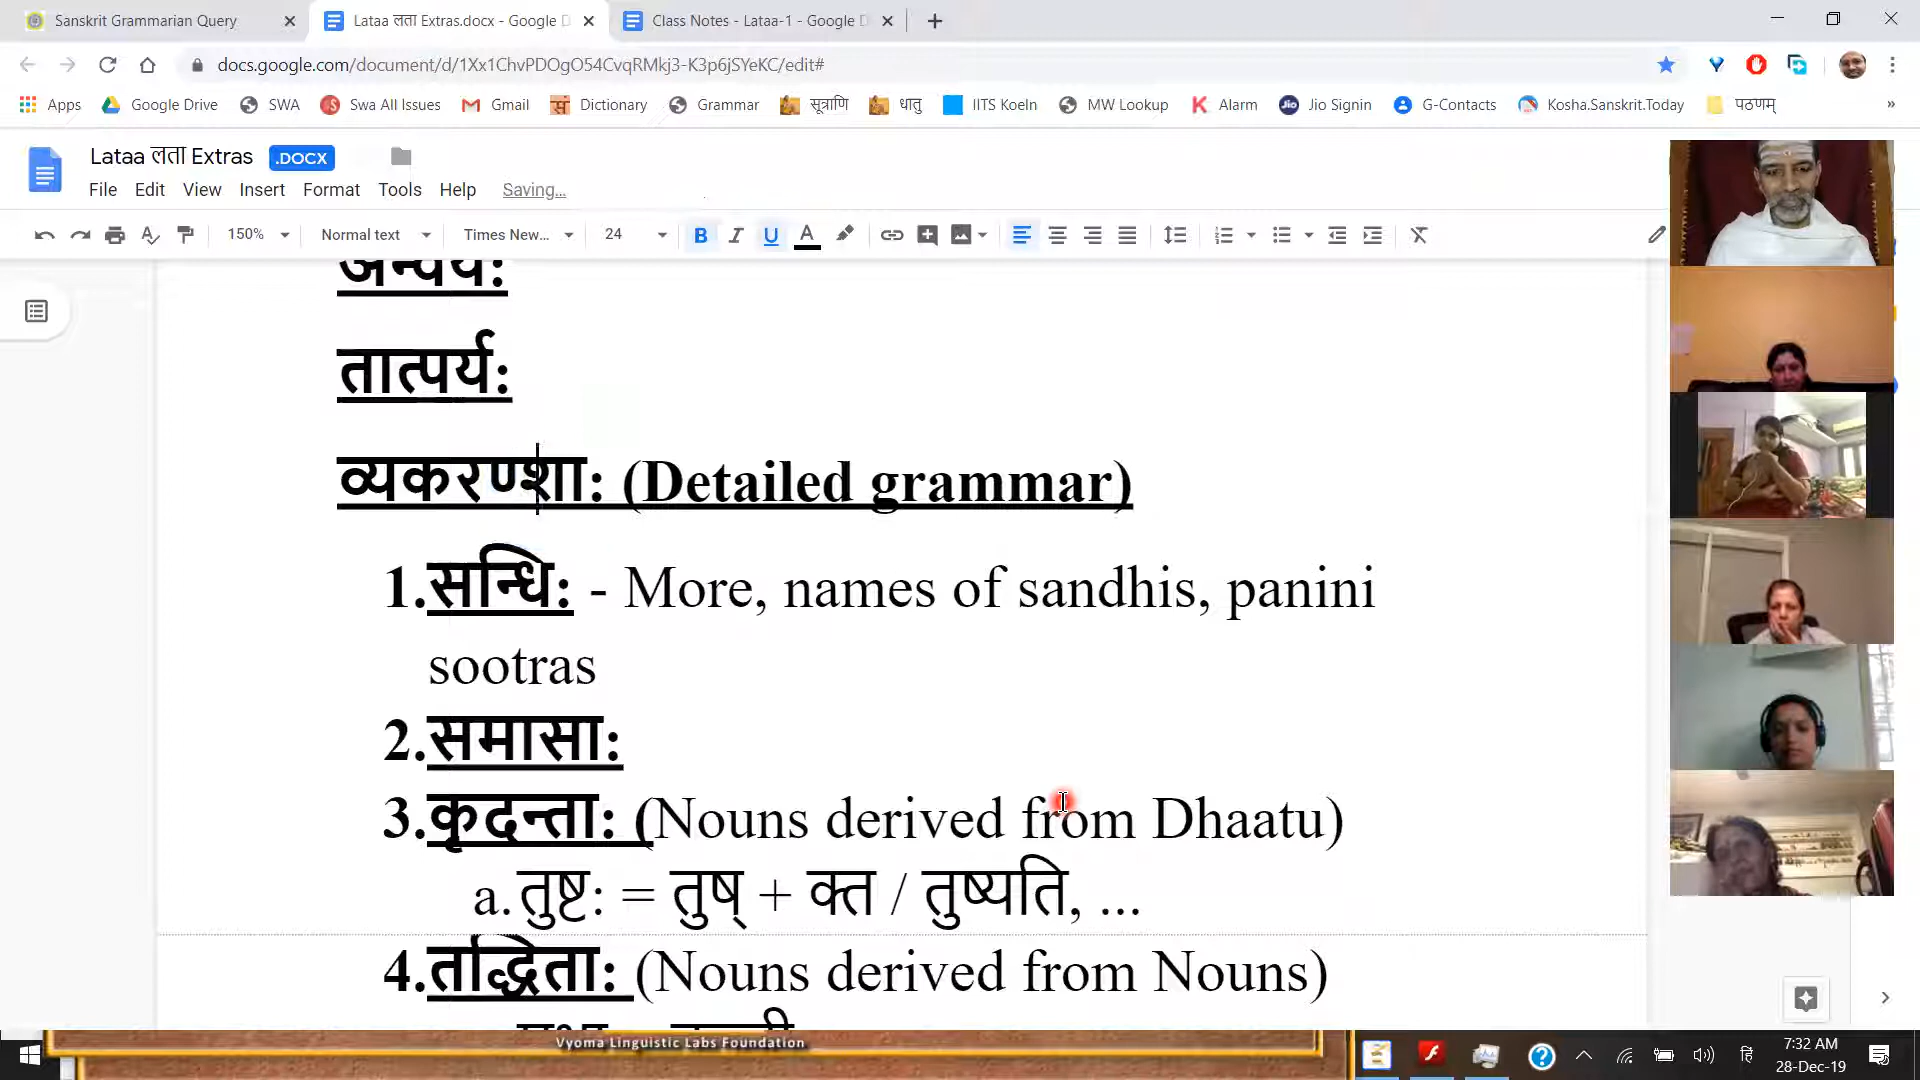 Sanskrit Grammarian Query
Lataa लता Extras.docx - Google D
Class Notes - Lataa-1 - Google D
docs.google.com/document/d/1Xx1ChvPDOgO54CvqRMkj3-K3p6jSYeKC/edit#
Apps Google Drive SWA Swa All Issues Gmail Dictionary Grammar सूत्राणि धातु IITS Koeln MW Lookup Alarm Jio Signin G-Contacts Kosha.Sanskrit.Today पठणम् »
Lataa लता Extras .DOCX
File Edit View Insert Format Tools Help Saving...
150% Normal text Times New... 24 B I U A
अन्वय:
तात्पर्य:
व्यकरणशा: (Detailed grammar)
1.सन्धि: - More, names of sandhis, panini
sootras
2.समासा:
3.कृदन्ता: (Nouns derived from Dhaatu)
a. तुष्ट: = तुष् + क्त / तुष्यति, ...
4.तद्धिता: (Nouns derived from Nouns)
Vyoma Linguistic Labs Foundation
हि
7:32 AM
28-Dec-19